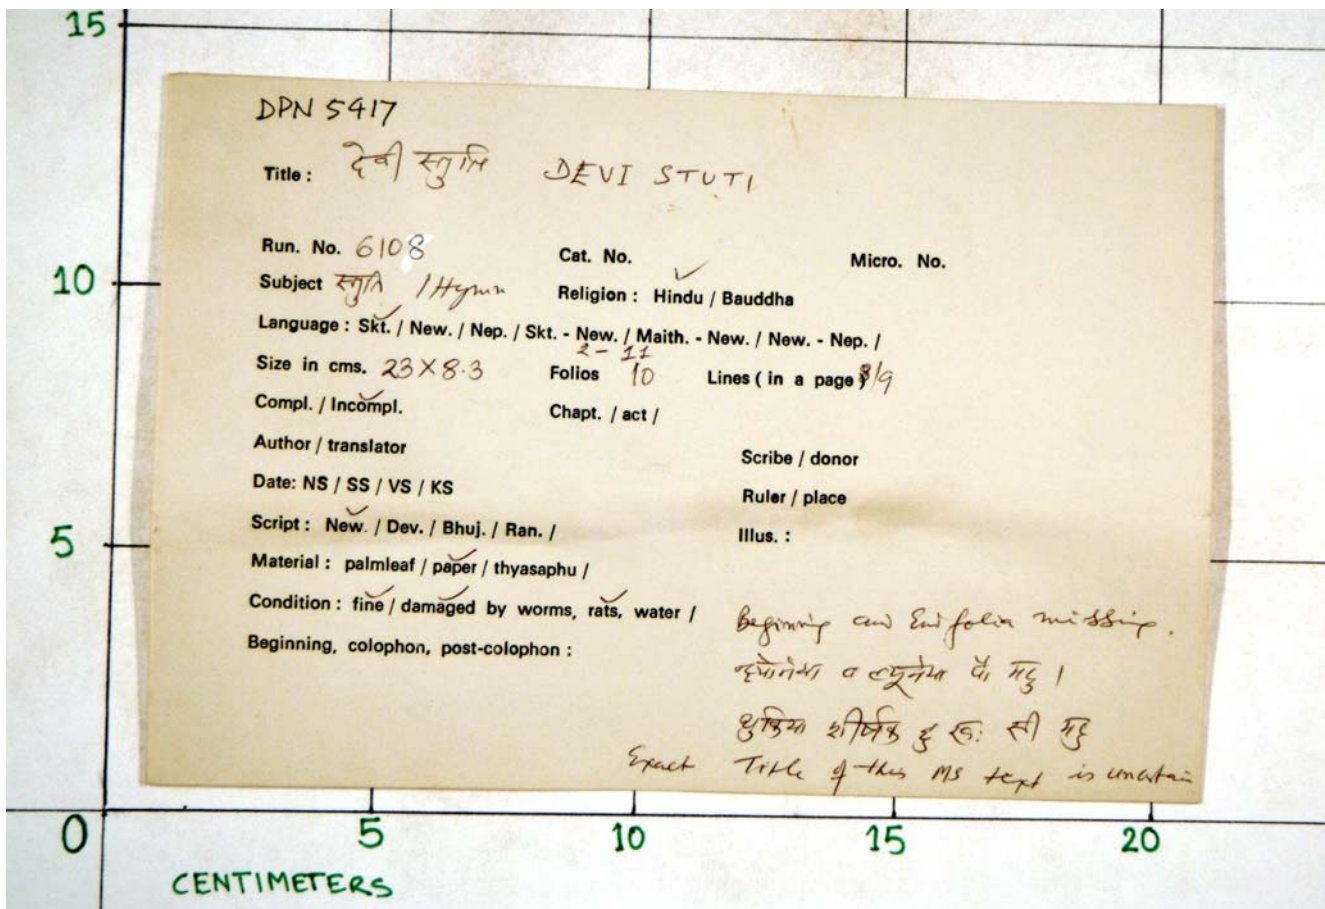 15
DPN 5417
Title : देवी स्तुति DEVI STUTI
Run. No. 6108 Cat. No. Micro. No.
10
Subject स्तुति / Hymn Religion : Hindu / Bauddha
Language : Skt. / New. / Nep. / Skt. - New. / Maith. - New. / New. - Nep. /
2 - 11
Size in cms. 23 X 8.3 Folios 10 Lines ( in a page ) 8/9
Compl. / Incompl. Chapt. / act /
Author / translator Scribe / donor
Date: NS / SS / VS / KS Ruler / place
5
Script : New. / Dev. / Bhuj. / Ran. / Illus. :
Material : palmleaf / paper / thyasaphu /
Condition : fine / damaged by worms, rats, water /
Beginning and End folia missing.
Beginning, colophon, post-colophon :
मदु ।
शीर्षक मदु
Exact Title of this MS text is uncertain
0 5 10 15 20
CENTIMETERS